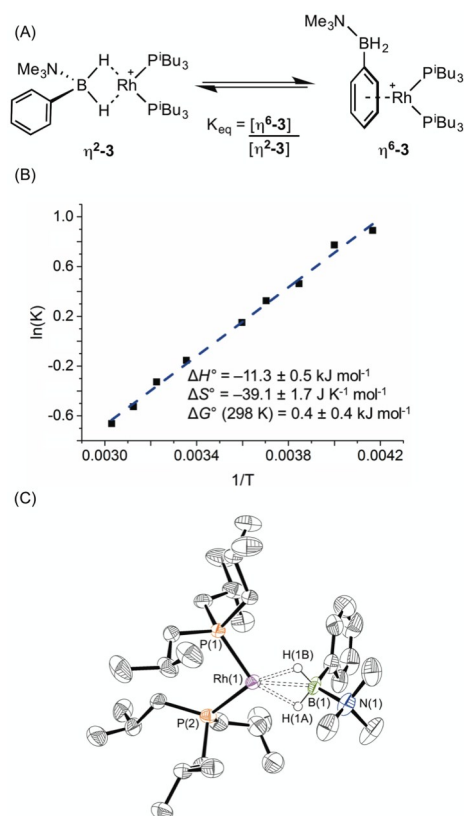 (A)
Me3N
H
B
H
Rh
+
PiBu3
PiBu3
η2-3
Keq = [η6-3]
[η2-3]
Me3N
BH2
+
Rh
PiBu3
PiBu3
η6-3
(B)
1.0
0.6
0.2
-0.2
-0.6
ln(K)
ΔH° = –11.3 ± 0.5 kJ mol-1
ΔS° = –39.1 ± 1.7 J K-1 mol-1
ΔG° (298 K) = 0.4 ± 0.4 kJ mol-1
0.0030 0.0034 0.0038 0.0042
1/T
(C)
P(1)
H(1B)
Rh(1)
B(1)
N(1)
H(1A)
P(2)